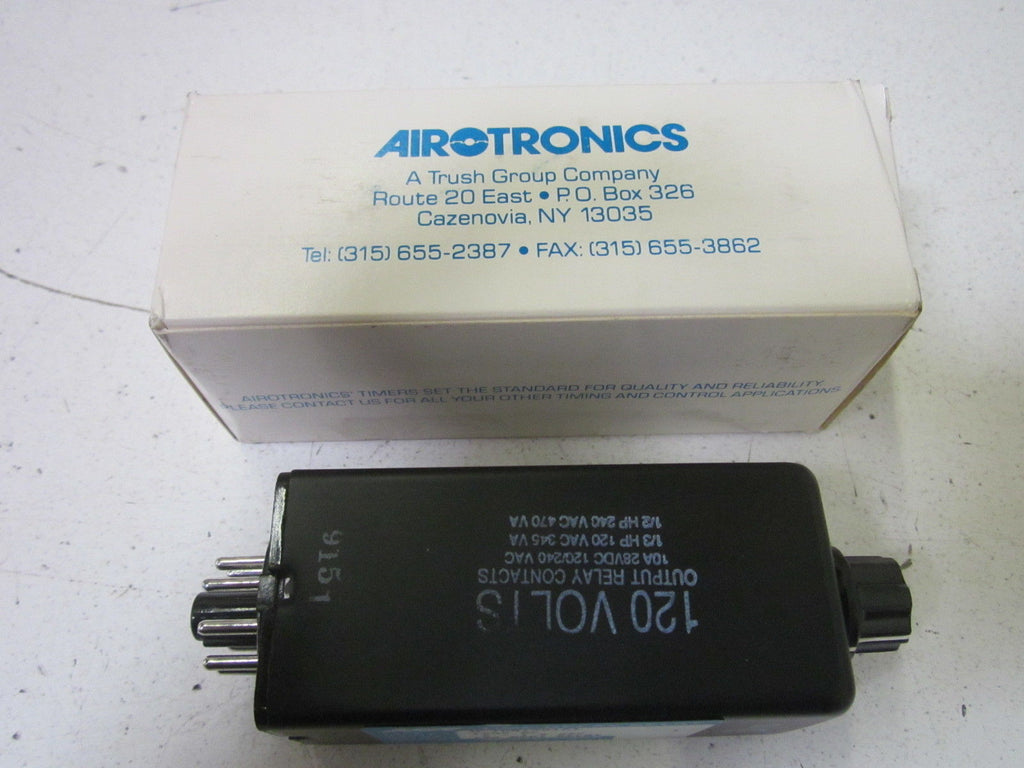 AIROTRONICS
A Trush Group Company
Route 20 East • P.O. Box 326
Cazenovia, NY 13035
Tel: (315) 655-2387 • FAX: (315) 655-3862
AIROTRONICS' TIMERS SET THE STANDARD FOR QUALITY AND RELIABILITY
PLEASE CONTACT US FOR ALL YOUR OTHER TIMING AND CONTROL APPLICATIONS
120 VOLTS
OUTPUT RELAY CONTACTS
10A 28VDC 120/240 VAC
1/3 HP 120 VAC 345 VA
1/2 HP 240 VAC 470 VA
9151